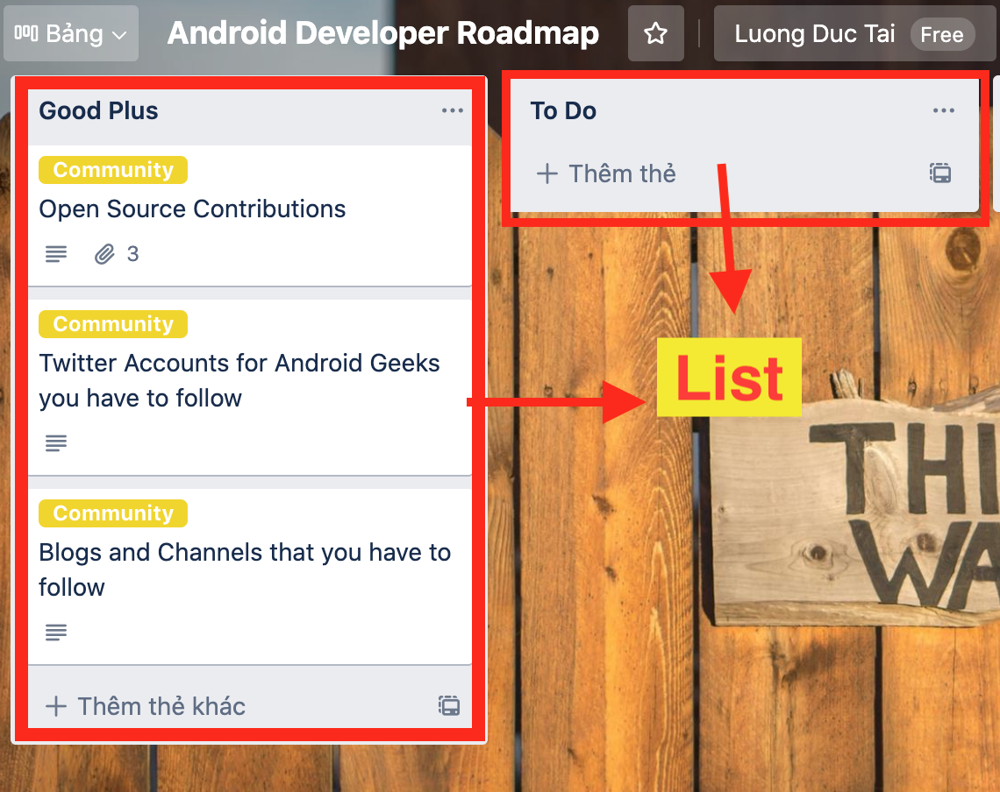 Bảng
Android Developer Roadmap
Luong Duc Tai
Free
Good Plus
Community
Open Source Contributions
3
Community
Twitter Accounts for Android Geeks
you have to follow
Community
Blogs and Channels that you have to
follow
+ Thêm thẻ khác
To Do
+ Thêm thẻ
List
THI
WA